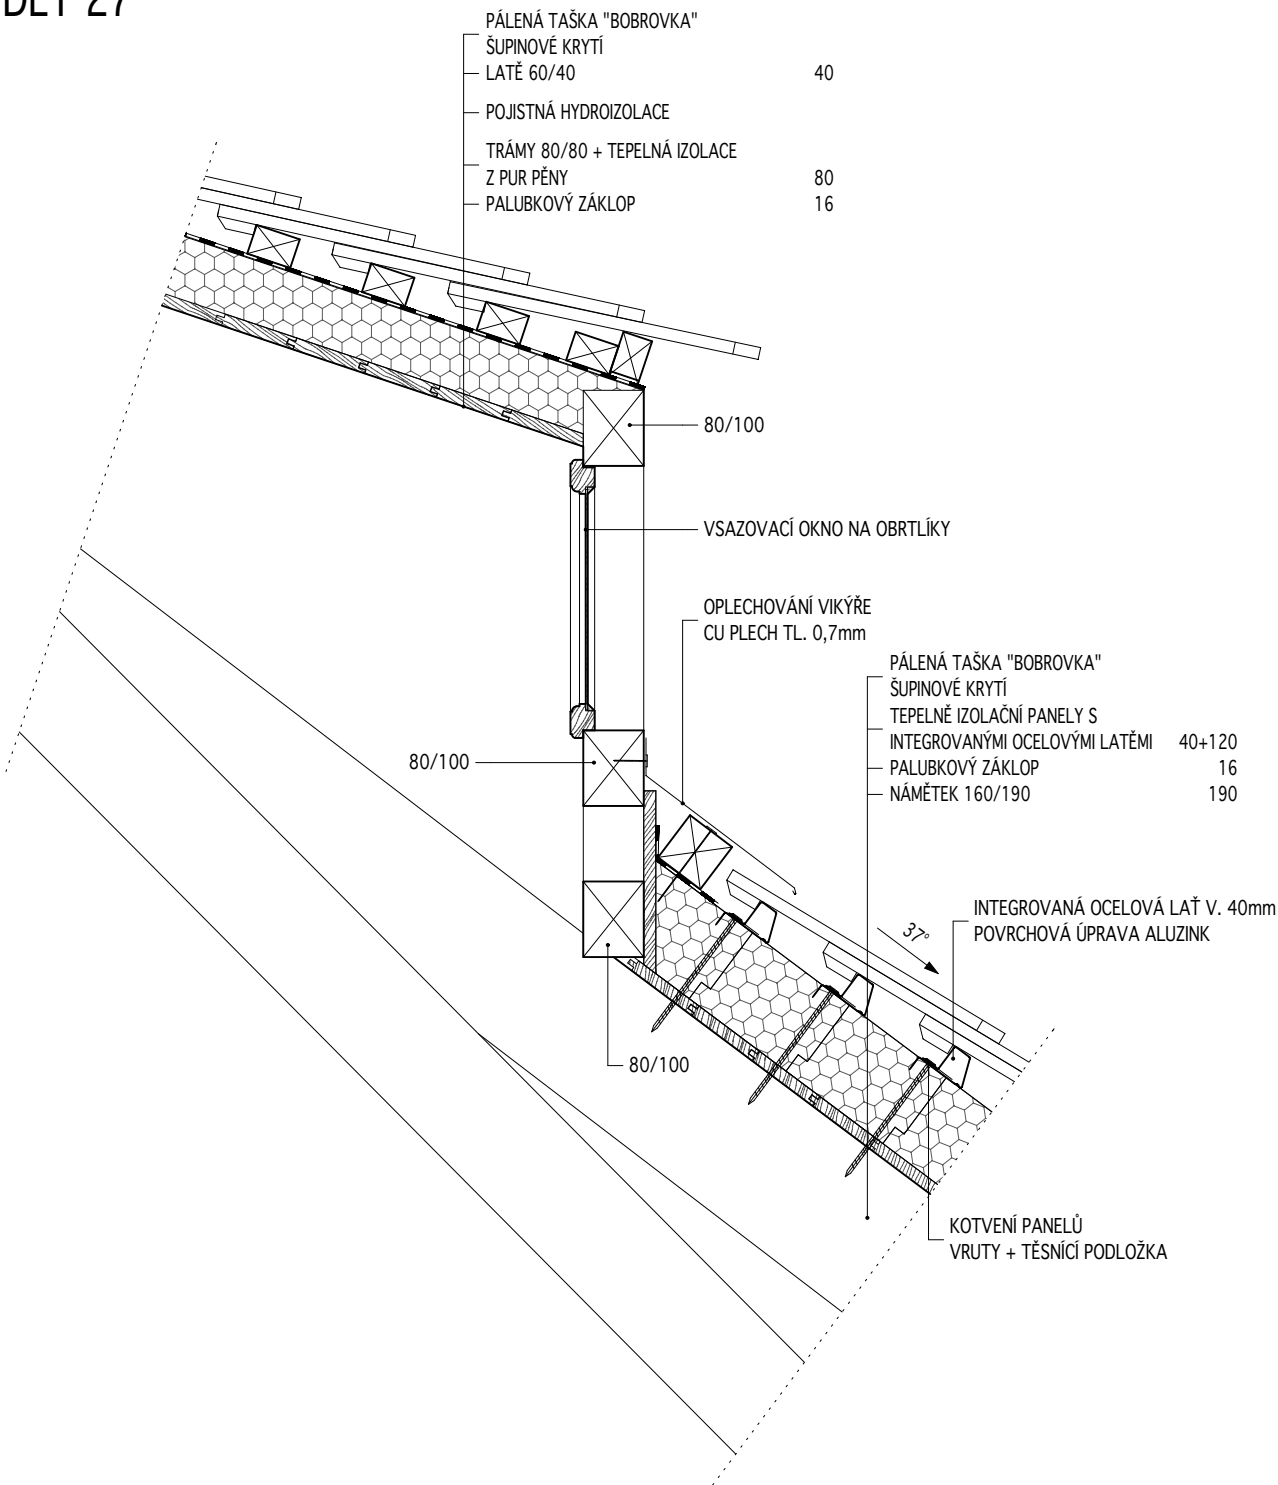 DET 27
PÁLENÁ TAŠKA "BOBROVKA"
ŠUPINOVÉ KRYTÍ
LATĚ 60/40 40
POJISTNÁ HYDROIZOLACE
TRÁMY 80/80 + TEPELNÁ IZOLACE
Z PUR PĚNY 80
PALUBKOVÝ ZÁKLOP 16
80/100
VSAZOVACÍ OKNO NA OBRTLÍKY
OPLECHOVÁNÍ VIKÝŘE
CU PLECH TL. 0,7mm
PÁLENÁ TAŠKA "BOBROVKA"
ŠUPINOVÉ KRYTÍ
TEPELNĚ IZOLAČNÍ PANELY S
INTEGROVANÝMI OCELOVÝMI LATĚMI 40+120
PALUBKOVÝ ZÁKLOP 16
NÁMĚTEK 160/190 190
80/100
INTEGROVANÁ OCELOVÁ LAŤ V. 40mm
POVRCHOVÁ ÚPRAVA ALUZINK
37°
80/100
KOTVENÍ PANELŮ
VRUTY + TĚSNÍCÍ PODLOŽKA